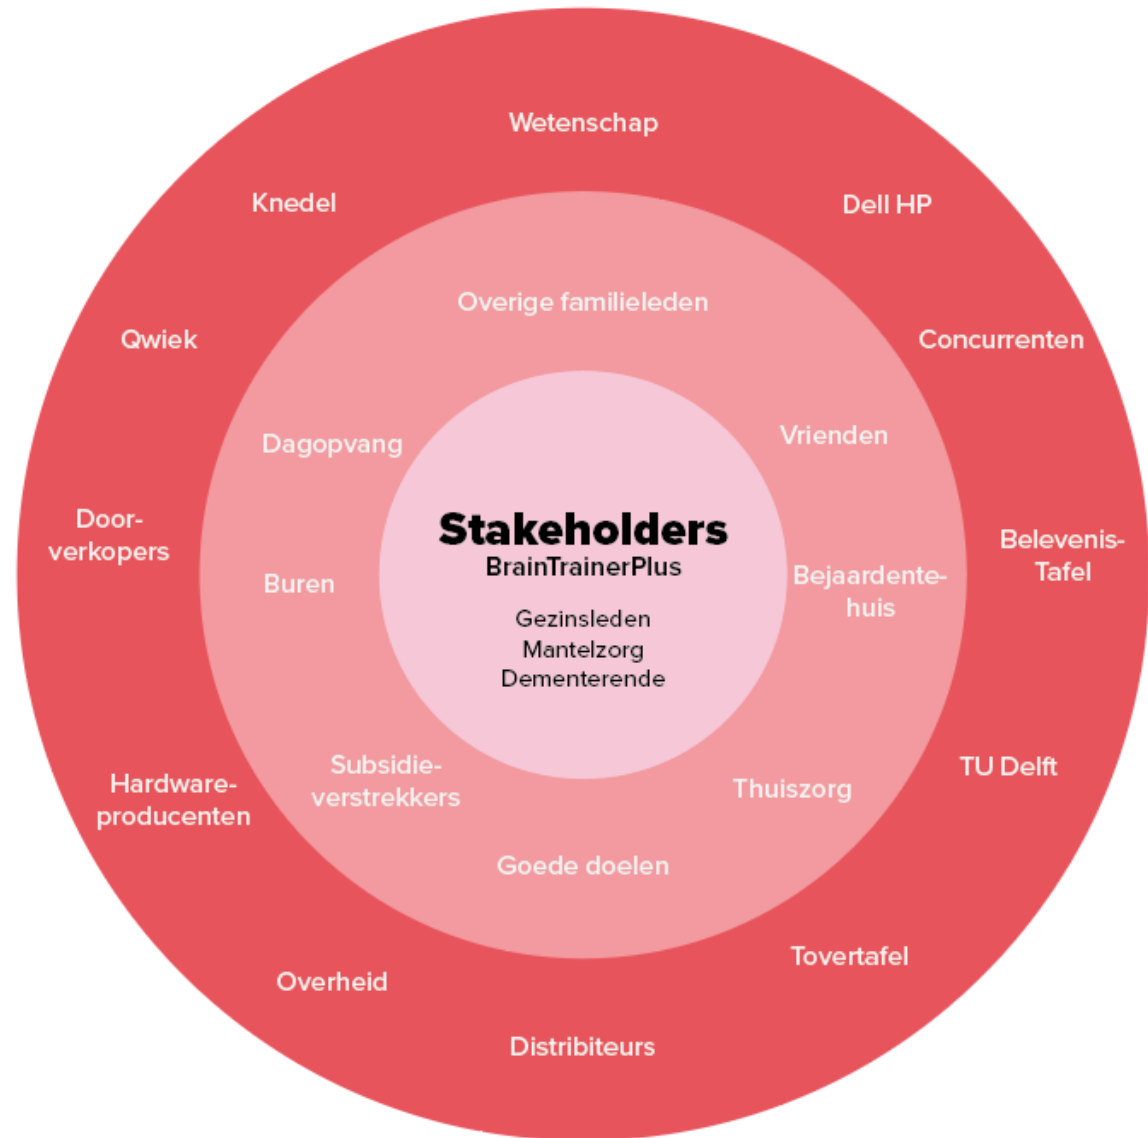 Wetenschap
Knedel
Dell HP
Overige familieleden
Qwiek
Concurrenten
Dagopvang
Vrienden
Stakeholders
BrainTrainerPlus
Door-
verkopers
Belevenis-
Tafel
Buren
Bejaardente-
huis
Gezinsleden
Mantelzorg
Dementerende
Subsidie-
verstrekkers
Thuiszorg
TU Delft
Hardware-
producenten
Goede doelen
Tovertafel
Overheid
Distribiteurs